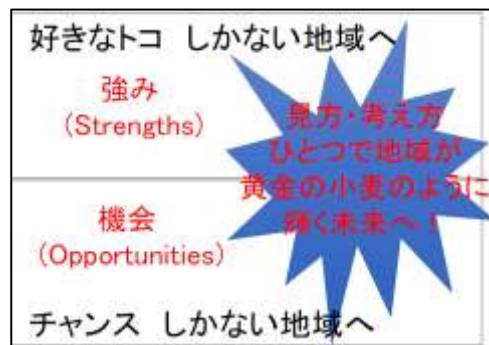 好きなトコ しかない地域へ
強み
（Strengths）
見方・考え方
ひとつで地域が
黄金の小麦のように
輝く未来へ！
機会
（Opportunities）
チャンス しかない地域へ